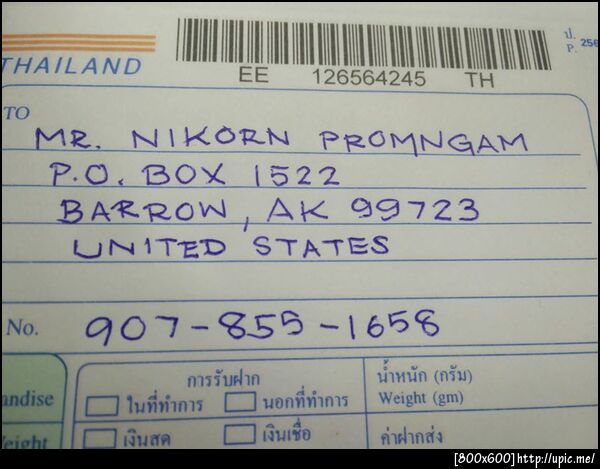 THAILAND
EE 126564245 TH
ป.
P. 256
TO
MR. NIKORN PROMNGAM
P.O. BOX 1522
BARROW, AK 99723
UNITED STATES
No. 907-855-1658
การรับฝาก
น้ำหนัก (กรัม)
andise
ในที่ทำการ นอกที่ทำการ
Weight (gm)
Weight
เงินสด เงินเชื่อ
ค่าฝากส่ง
[800x600]http://upic.me/